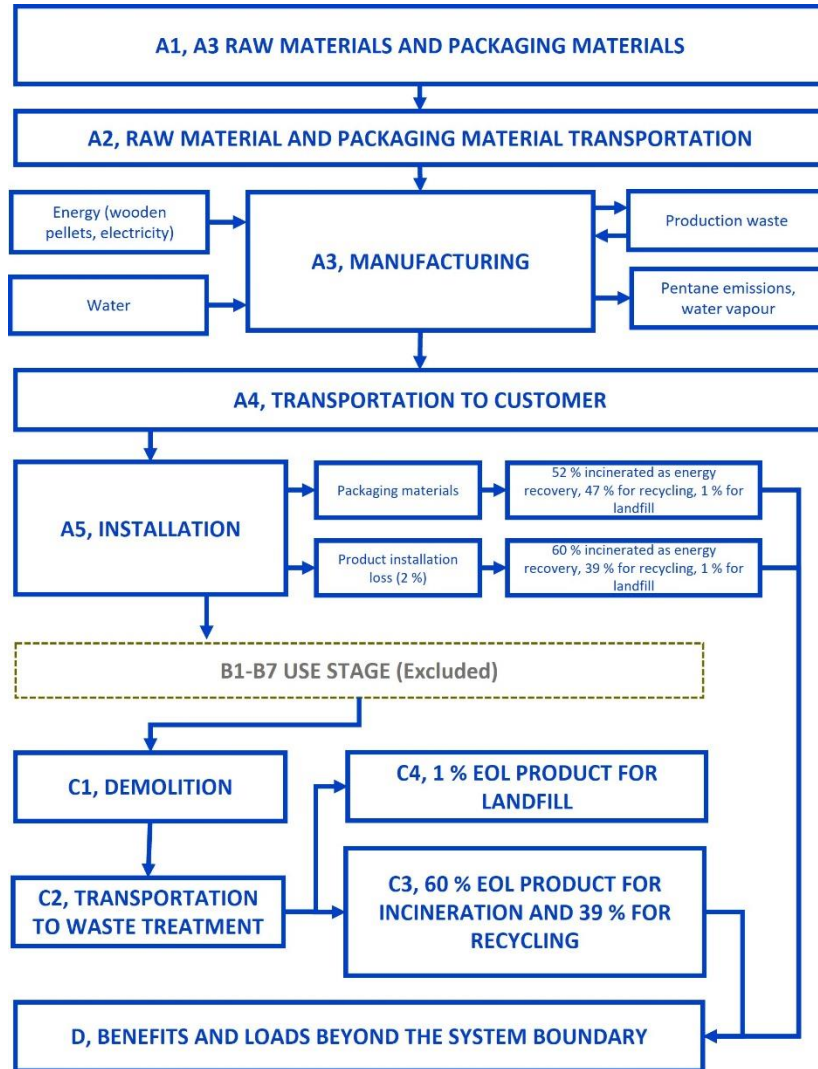 A1, A3 RAW MATERIALS AND PACKAGING MATERIALS
A2, RAW MATERIAL AND PACKAGING MATERIAL TRANSPORTATION
Energy (wooden
pellets, electricity)
Water
A3, MANUFACTURING
Production waste
Pentane emissions,
water vapour
A4, TRANSPORTATION TO CUSTOMER
A5, INSTALLATION
Packaging materials
52 % incinerated as energy
recovery, 47 % for recycling, 1 % for
landfill
Product installation
loss (2 %)
60 % incinerated as energy
recovery, 39 % for recycling, 1 % for
landfill
B1-B7 USE STAGE (Excluded)
C1, DEMOLITION
C4, 1 % EOL PRODUCT FOR
LANDFILL
C2, TRANSPORTATION
TO WASTE TREATMENT
C3, 60 % EOL PRODUCT FOR
INCINERATION AND 39 % FOR
RECYCLING
D, BENEFITS AND LOADS BEYOND THE SYSTEM BOUNDARY